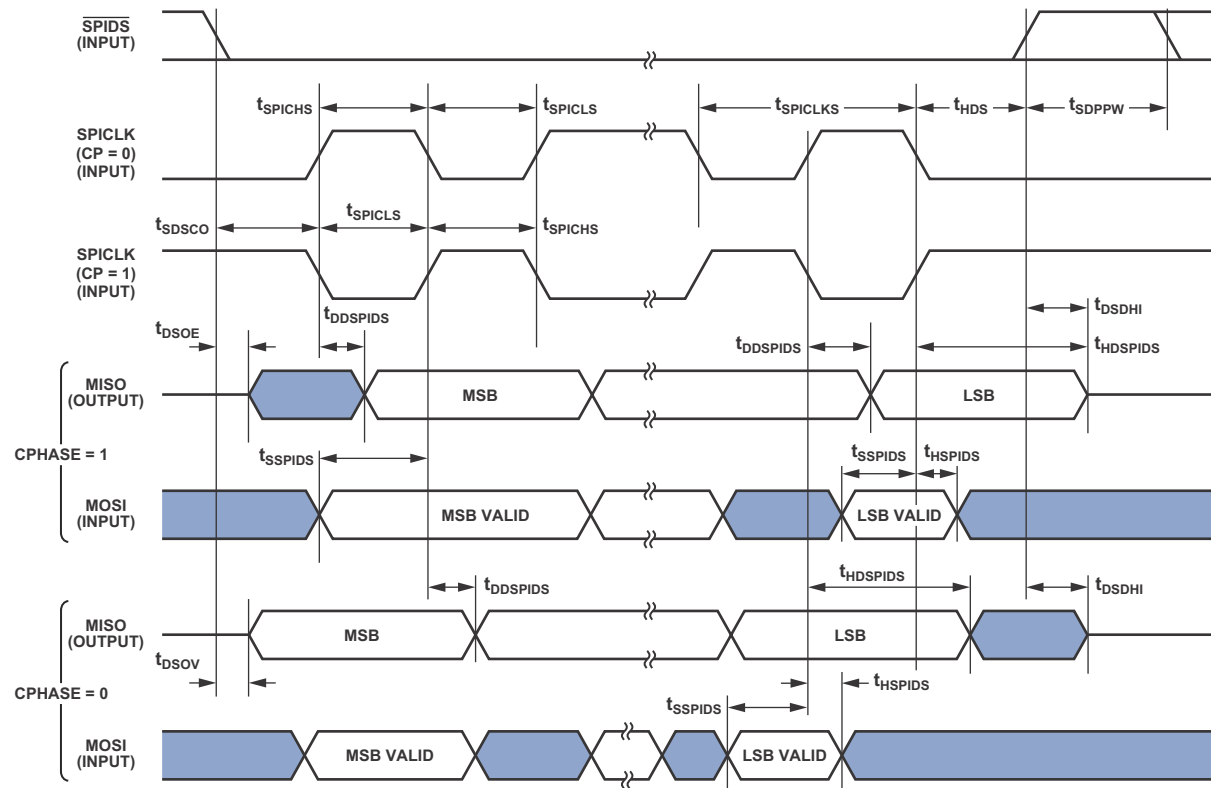 SPIDS
(INPUT)
tSPICHS
tSPICLS
tSPICLKS
tHDS
tSDPPW
SPICLK
(CP = 0)
(INPUT)
tSDSCO
tSPICLS
tSPICHS
SPICLK
(CP = 1)
(INPUT)
tDSOE
tDDSPIDS
tDDSPIDS
tDSDHI
tHDSPIDS
MISO
(OUTPUT)
MSB
LSB
CPHASE = 1
tSSPIDS
tSSPIDS
tHSPIDS
MOSI
(INPUT)
MSB VALID
LSB VALID
tDDSPIDS
tHDSPIDS
tDSDHI
MISO
(OUTPUT)
MSB
LSB
tDSOV
CPHASE = 0
tSSPIDS
tHSPIDS
MOSI
(INPUT)
MSB VALID
LSB VALID